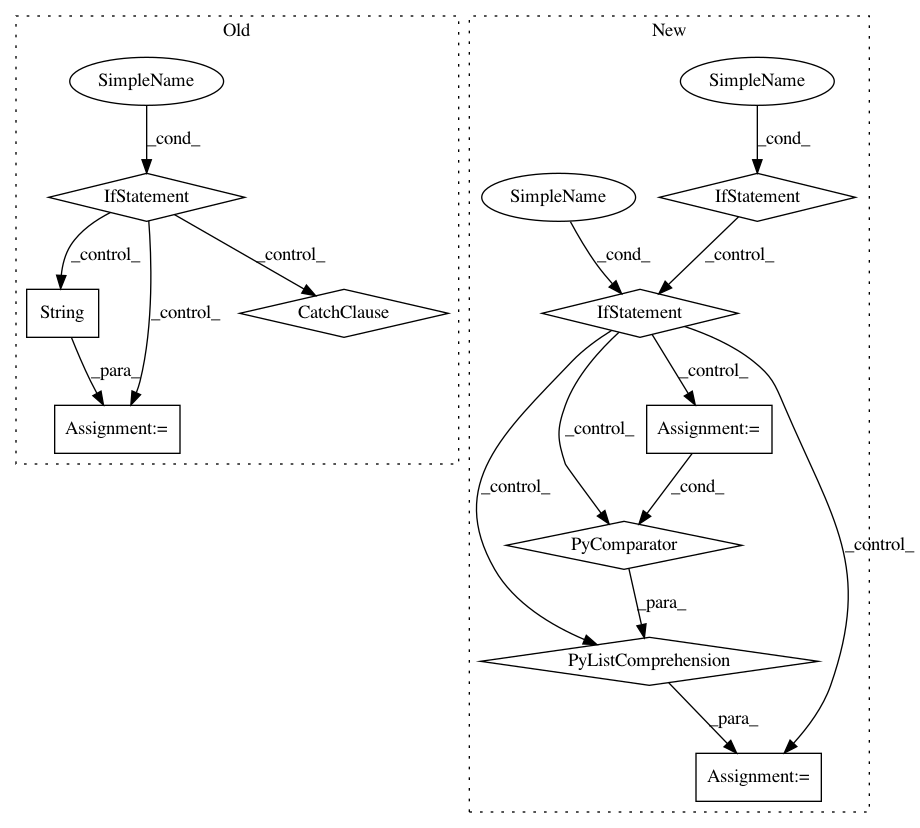 Old
New
SimpleName
SimpleName
_cond_
_cond_
IfStatement
SimpleName
IfStatement
_control_
_control_
_cond_
_control_
String
_control_
CatchClause
IfStatement
_para_
_control_
Assignment:=
_control_
Assignment:=
_control_
_cond_
_control_
PyComparator
_para_
PyListComprehension
_para_
Assignment:=